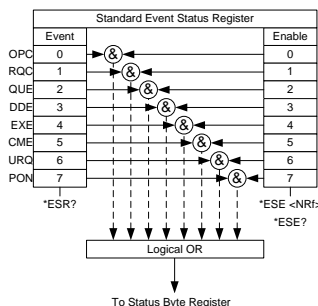 Standard Event Status Register
Event Enable
OPC 0 & 0
RQC 1 & 1
QUE 2 & 2
DDE 3 & 3
EXE 4 & 4
CME 5 & 5
URQ 6 & 6
PON 7 & 7
*ESR? *ESE <NRf>
*ESE?
Logical OR
To Status Byte Register